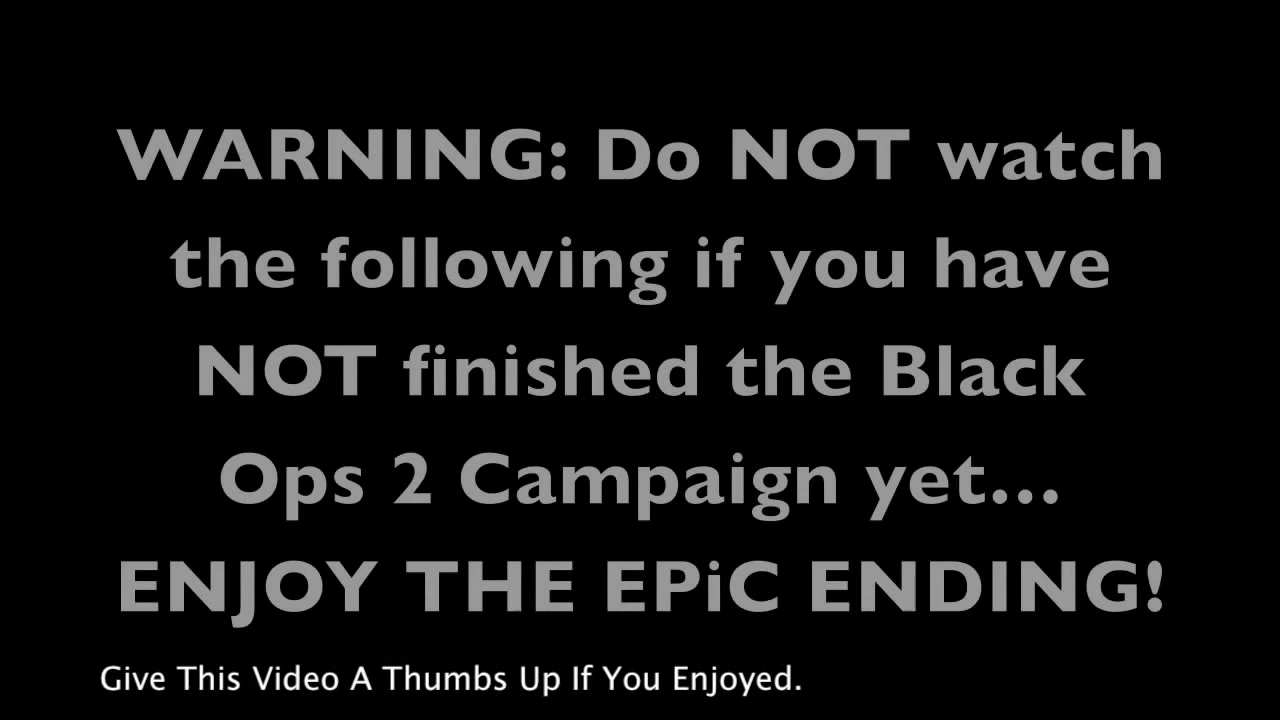 WARNING: Do NOT watch
the following if you have
NOT finished the Black
Ops 2 Campaign yet...
ENJOY THE EPiC ENDING!
Give This Video A Thumbs Up If You Enjoyed.